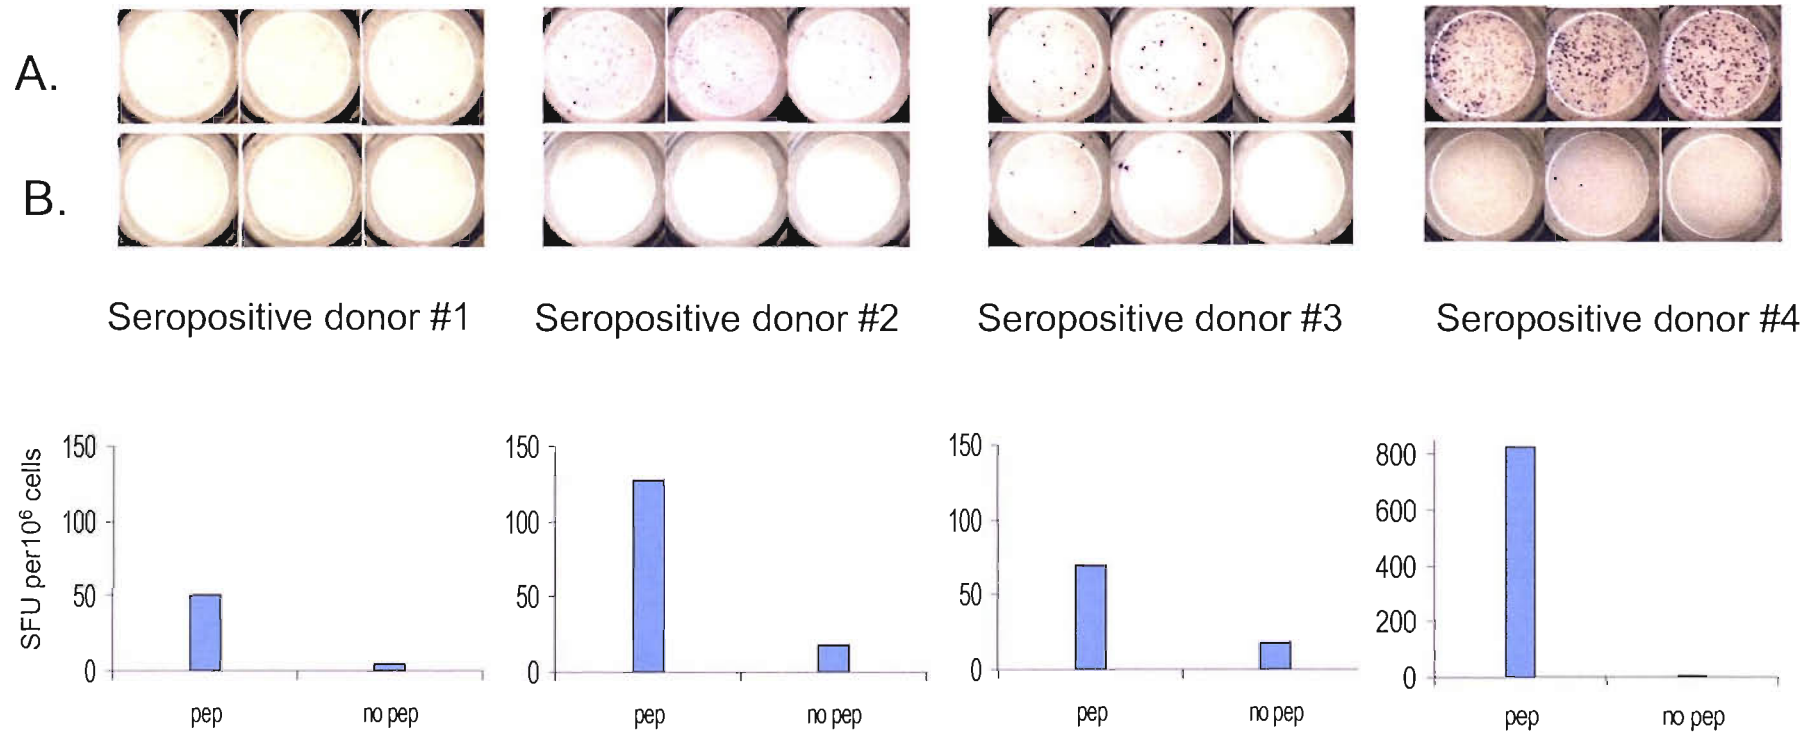 A.
B.
Seropositive donor #1
Seropositive donor #2
Seropositive donor #3
Seropositive donor #4
SFU per10⁶ cells
150
100
50
0
pep
no pep
150
100
50
0
pep
no pep
150
100
50
0
pep
no pep
800
600
400
200
0
pep
no pep